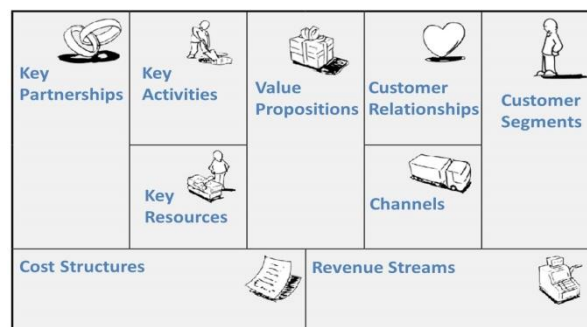 Key
Partnerships
Key
Activities
Key
Resources
Value
Propositions
Customer
Relationships
Channels
Customer
Segments
Cost Structures
Revenue Streams